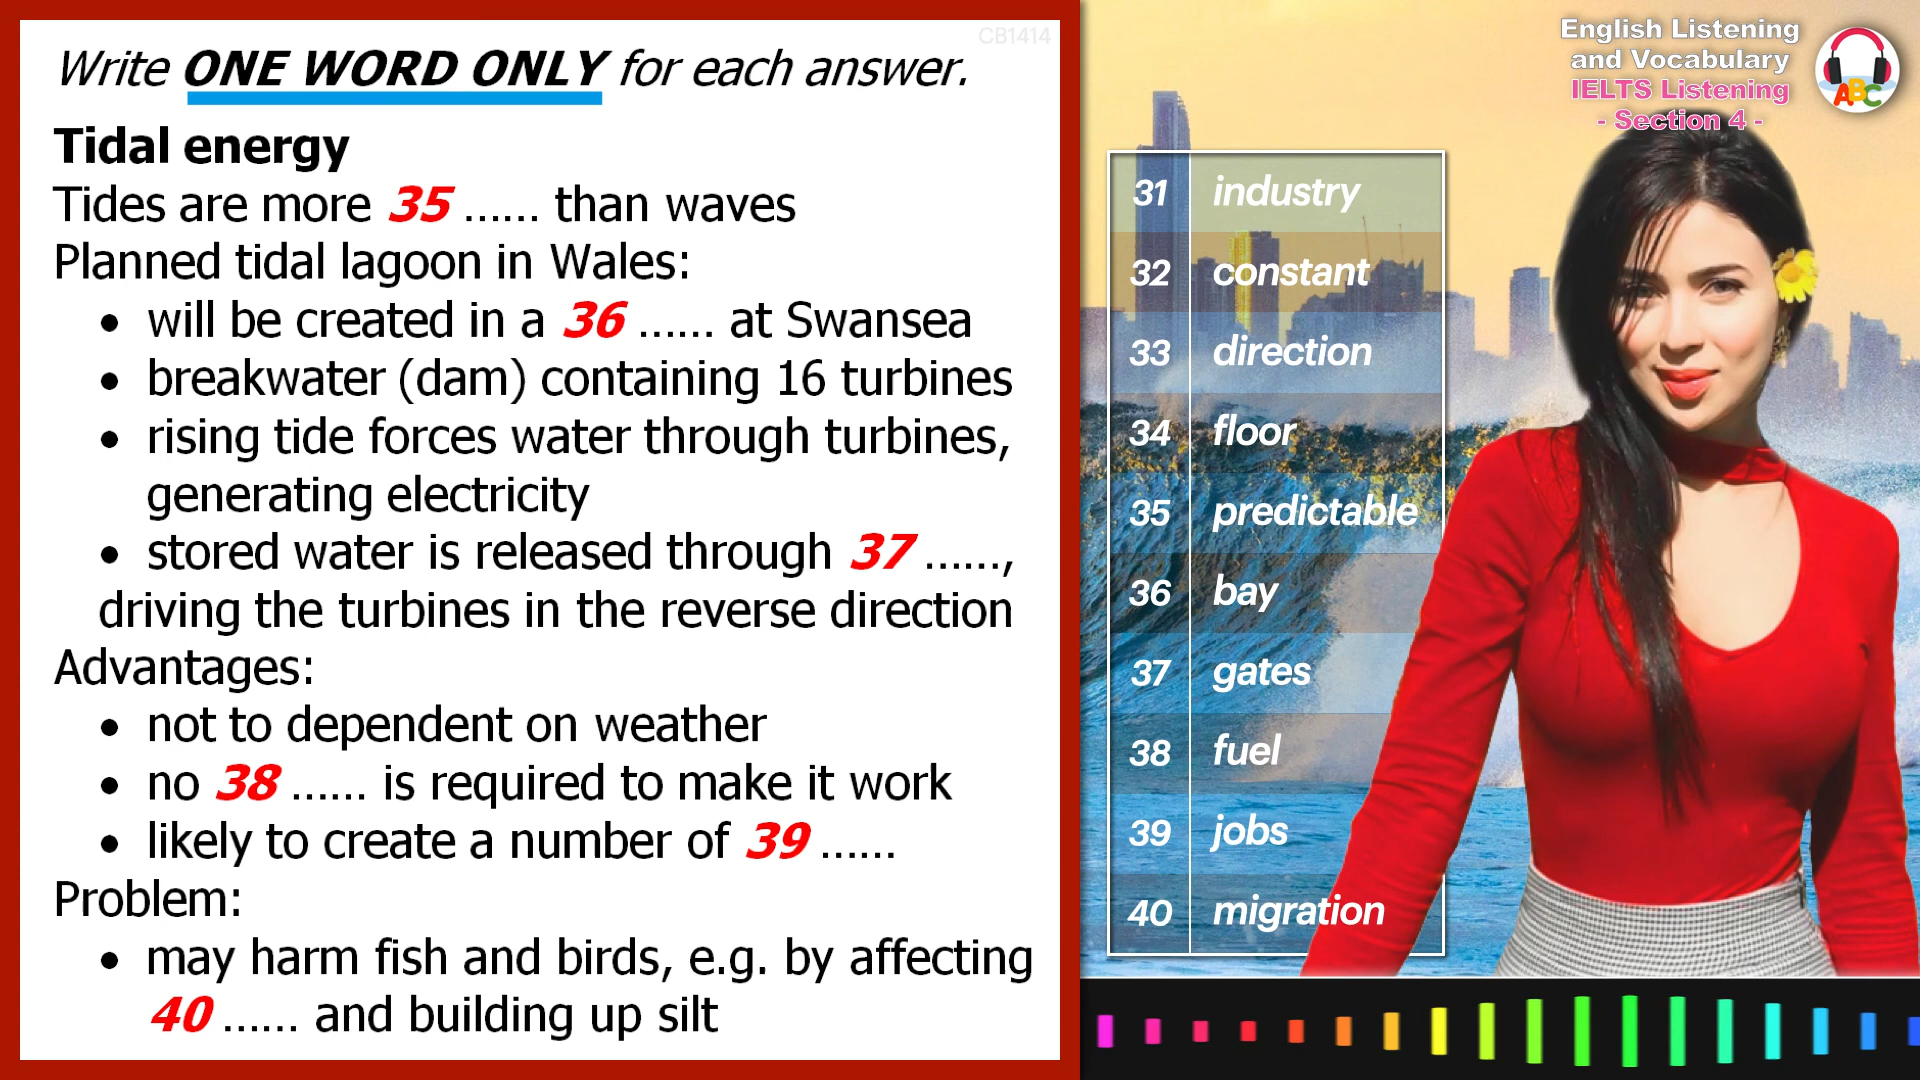 CB1414
Write ONE WORD ONLY for each answer.
Tidal energy
Tides are more 35 ...... than waves
Planned tidal lagoon in Wales:
• will be created in a 36 ...... at Swansea
• breakwater (dam) containing 16 turbines
• rising tide forces water through turbines,
generating electricity
• stored water is released through 37 ......,
driving the turbines in the reverse direction
Advantages:
• not to dependent on weather
• no 38 ...... is required to make it work
• likely to create a number of 39 ......
Problem:
• may harm fish and birds, e.g. by affecting
40 ...... and building up silt
English Listening
and Vocabulary
IELTS Listening
- Section 4 -
ABC
31 industry
32 constant
33 direction
34 floor
35 predictable
36 bay
37 gates
38 fuel
39 jobs
40 migration